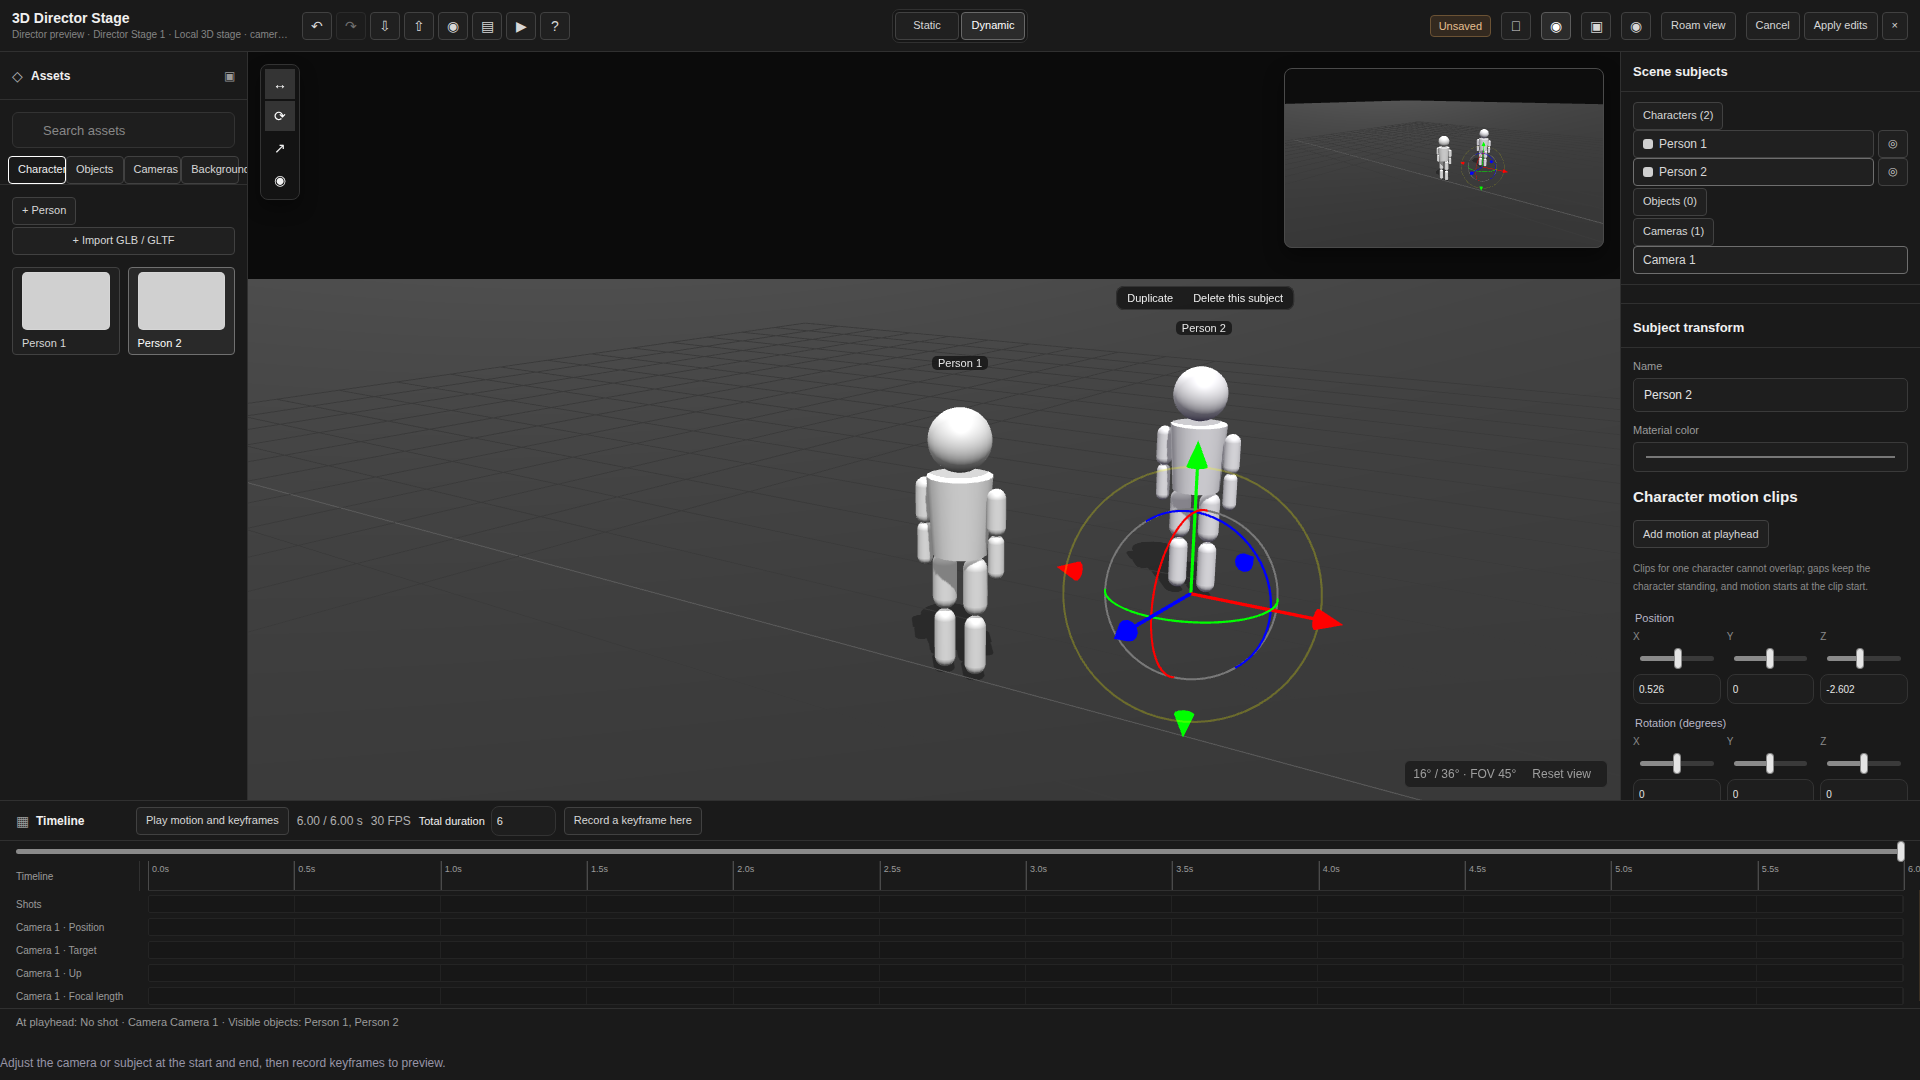 3D Director Stage
Director preview · Director Stage 1 · Local 3D stage · camer…
?
Static
Dynamic
Unsaved
Roam view
Cancel
Apply edits
×
Assets
Search assets
Character
Objects
Cameras
Background
+ Person
+ Import GLB / GLTF
Person 1
Person 2
Duplicate
Delete this subject
Person 2
Person 1
16° / 36° · FOV 45°
Reset view
Scene subjects
Characters (2)
Person 1
Person 2
Objects (0)
Cameras (1)
Camera 1
Subject transform
Name
Person 2
Material color
Character motion clips
Add motion at playhead
Clips for one character cannot overlap; gaps keep the
character standing, and motion starts at the clip start.
Position
X Y Z
0.526 0 -2.602
Rotation (degrees)
X Y Z
0 0 0
Timeline
Play motion and keyframes
6.00 / 6.00 s
30 FPS
Total duration
6
Record a keyframe here
Timeline
0.0s 0.5s 1.0s 1.5s 2.0s 2.5s 3.0s 3.5s 4.0s 4.5s 5.0s 5.5s 6.0
Shots
Camera 1 · Position
Camera 1 · Target
Camera 1 · Up
Camera 1 · Focal length
At playhead: No shot · Camera Camera 1 · Visible objects: Person 1, Person 2
Adjust the camera or subject at the start and end, then record keyframes to preview.